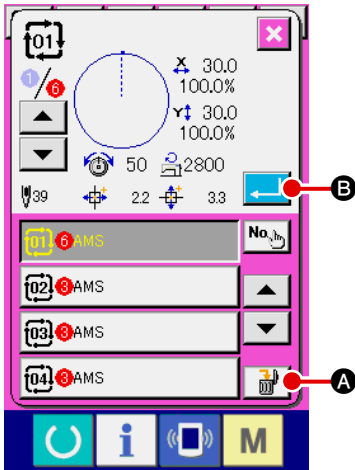 01
X 30.0
100.0%
1/6
Y 30.0
100.0%
50 2800
B
39 2.2 3.3
01 6 AMS
No.
02 3 AMS
03 3 AMS
04 3 AMS
A
i M